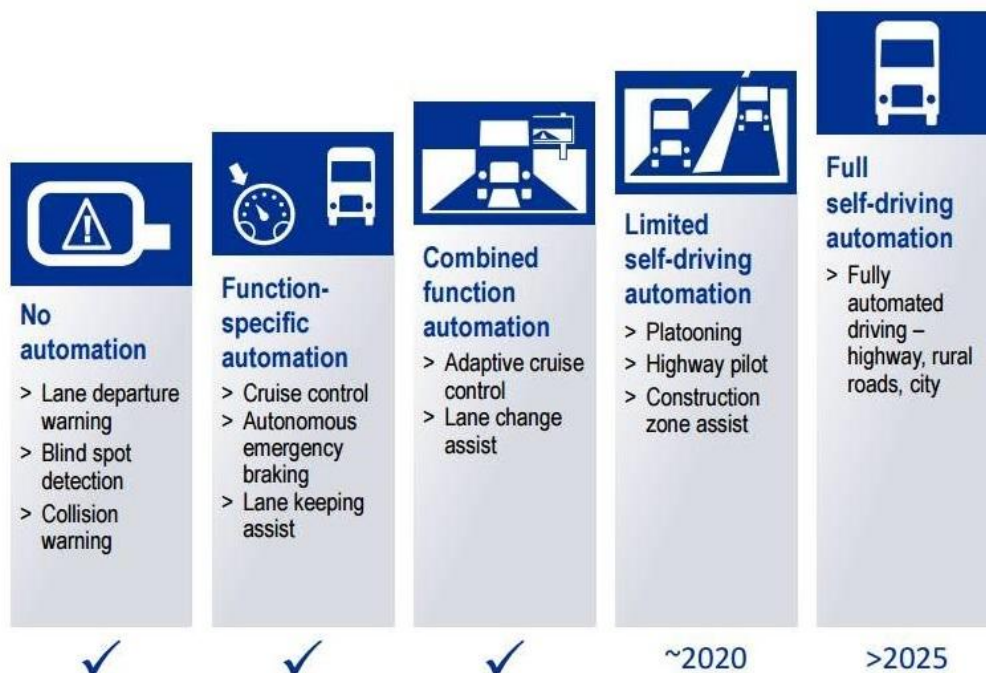 No
automation
> Lane departure
warning
> Blind spot
detection
> Collision
warning
✓
Function-
specific
automation
> Cruise control
> Autonomous
emergency
braking
> Lane keeping
assist
✓
Combined
function
automation
> Adaptive cruise
control
> Lane change
assist
✓
Limited
self-driving
automation
> Platooning
> Highway pilot
> Construction
zone assist
~2020
Full
self-driving
automation
> Fully
automated
driving –
highway, rural
roads, city
>2025